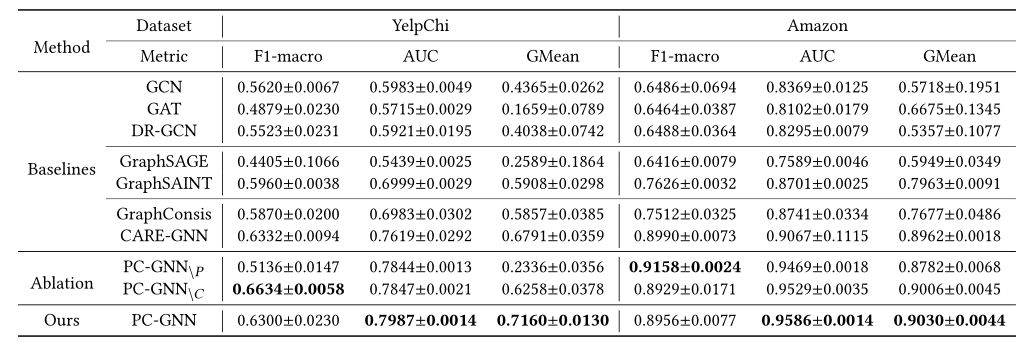 Method Dataset YelpChi Amazon
Metric F1-macro AUC GMean F1-macro AUC GMean
Baselines
GCN 0.5620±0.0067 0.5983±0.0049 0.4365±0.0262 0.6486±0.0694 0.8369±0.0125 0.5718±0.1951
GAT 0.4879±0.0230 0.5715±0.0029 0.1659±0.0789 0.6464±0.0387 0.8102±0.0179 0.6675±0.1345
DR-GCN 0.5523±0.0231 0.5921±0.0195 0.4038±0.0742 0.6488±0.0364 0.8295±0.0079 0.5357±0.1077
GraphSAGE 0.4405±0.1066 0.5439±0.0025 0.2589±0.1864 0.6416±0.0079 0.7589±0.0046 0.5949±0.0349
GraphSAINT 0.5960±0.0038 0.6999±0.0029 0.5908±0.0298 0.7626±0.0032 0.8701±0.0025 0.7963±0.0091
GraphConsis 0.5870±0.0200 0.6983±0.0302 0.5857±0.0385 0.7512±0.0325 0.8741±0.0334 0.7677±0.0486
CARE-GNN 0.6332±0.0094 0.7619±0.0292 0.6791±0.0359 0.8990±0.0073 0.9067±0.1115 0.8962±0.0018
Ablation
PC-GNN\P 0.5136±0.0147 0.7844±0.0013 0.2336±0.0356 0.9158±0.0024 0.9469±0.0018 0.8782±0.0068
PC-GNN\C 0.6634±0.0058 0.7847±0.0021 0.6258±0.0378 0.8929±0.0171 0.9529±0.0035 0.9006±0.0045
Ours PC-GNN 0.6300±0.0230 0.7987±0.0014 0.7160±0.0130 0.8956±0.0077 0.9586±0.0014 0.9030±0.0044